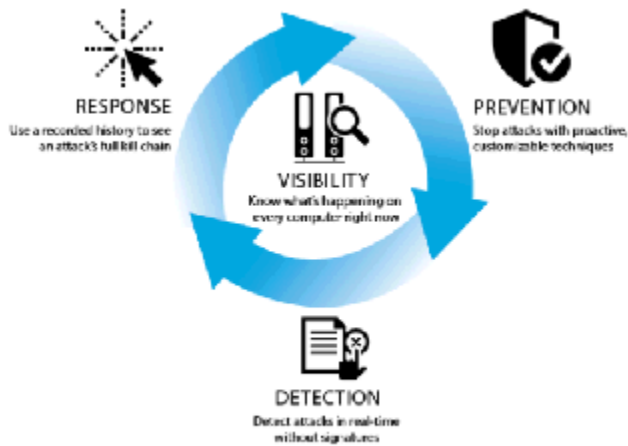 RESPONSE
Use a recorded history to see
an attack's full kill chain
PREVENTION
Stop attacks with proactive,
customizable techniques
VISIBILITY
Know what's happening on
every computer right now
DETECTION
Detect attacks in real-time
without signatures